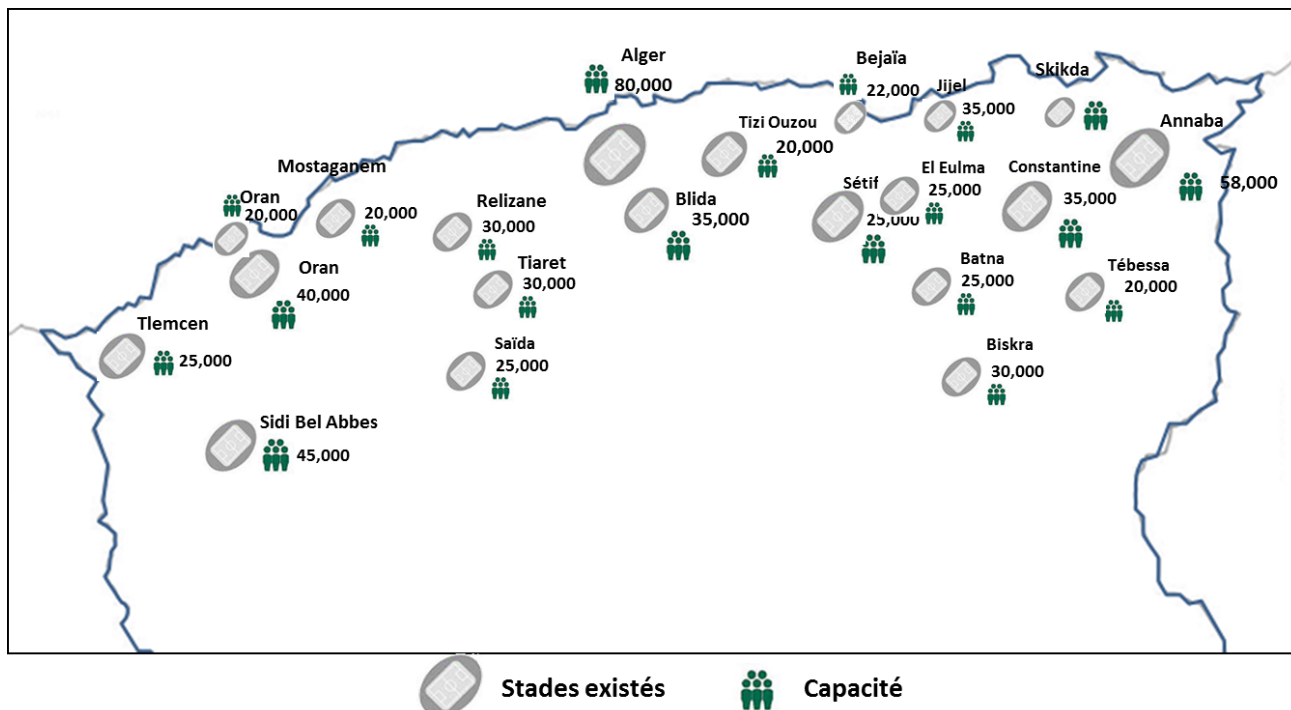 Alger
80,000
Bejaïa
22,000
Jijel
35,000
Skikda
Annaba
58,000
Tizi Ouzou
20,000
Mostaganem
20,000
Oran
20,000
Relizane
30,000
Blida
35,000
Sétif
25,000
El Eulma
25,000
Constantine
35,000
Oran
40,000
Tiaret
30,000
Batna
25,000
Tébessa
20,000
Tlemcen
25,000
Saïda
25,000
Biskra
30,000
Sidi Bel Abbes
45,000
Stades existés
Capacité